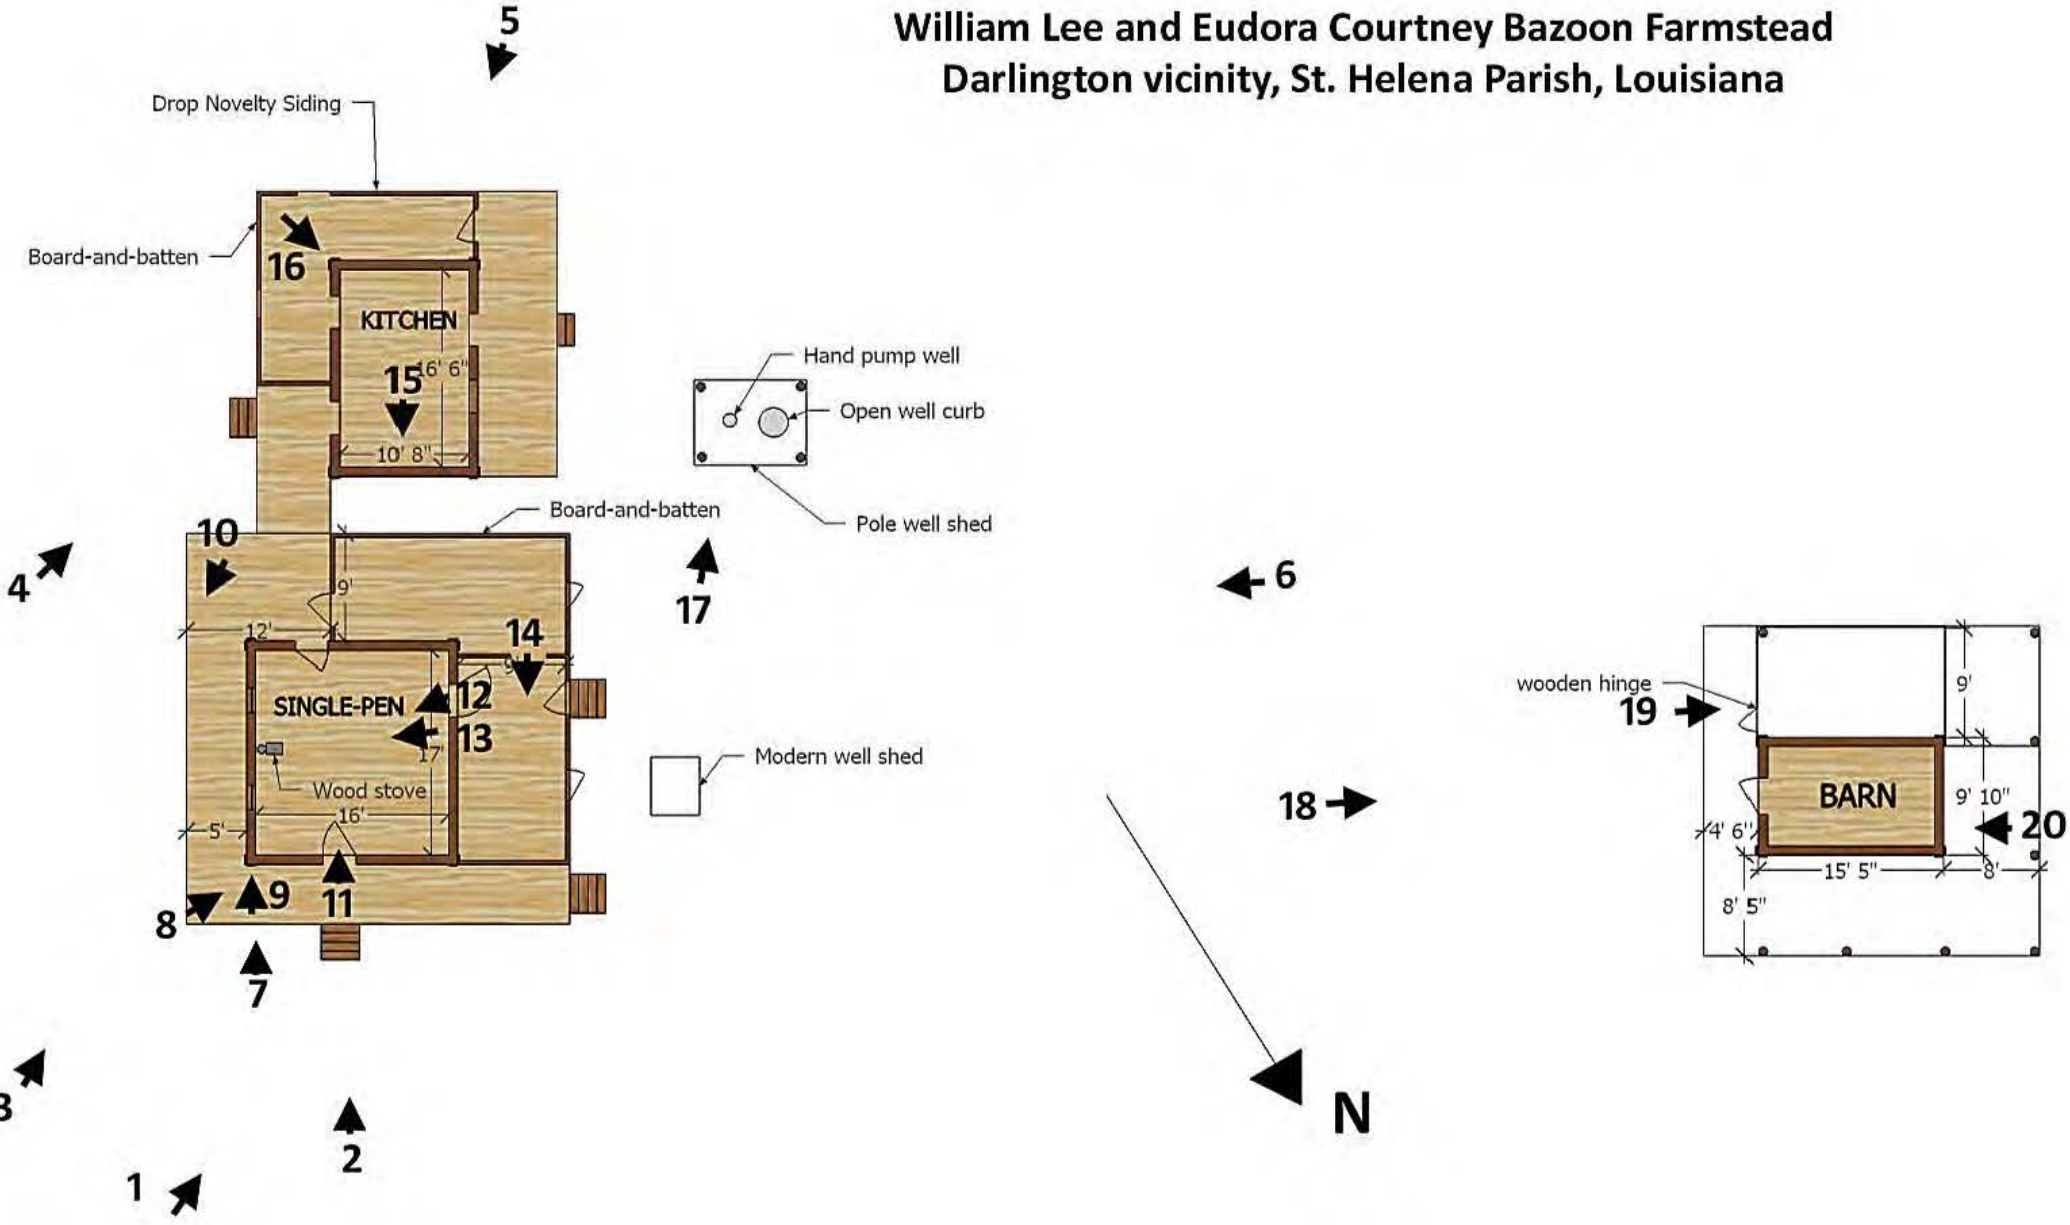 William Lee and Eudora Courtney Bazoon Farmstead
Darlington vicinity, St. Helena Parish, Louisiana
5
Drop Novelty Siding
Board-and-batten
16
KITCHEN
16' 6"
15
10' 8"
Hand pump well
Open well curb
Pole well shed
Board-and-batten
10
4
9'
12'
14
9'
17
6
SINGLE-PEN
12
13
17'
Wood stove
16'
5'
Modern well shed
wooden hinge
19
9'
18
BARN
9' 10"
20
4' 6"
15' 5"
8'
8' 5"
8
9
11
7
3
2
1
N